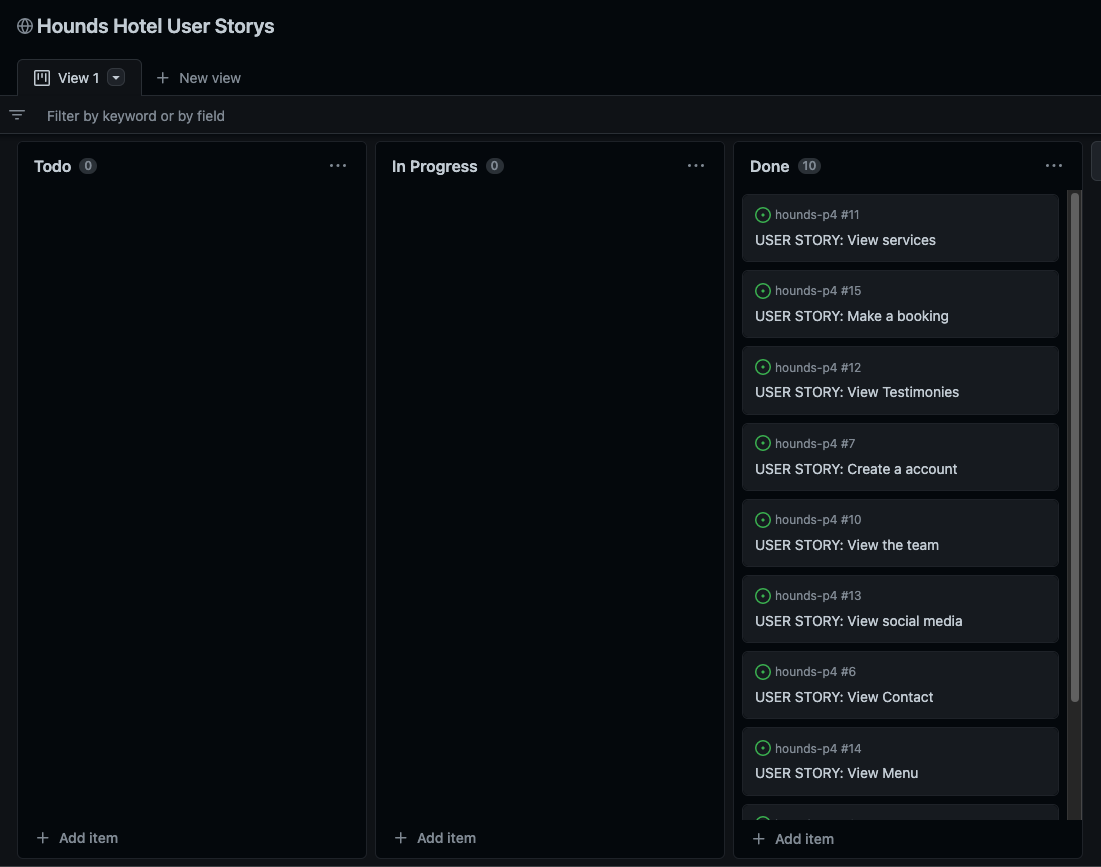 Hounds Hotel User Storys
View 1
New view
Filter by keyword or by field
Todo 0
In Progress 0
Done 10
hounds-p4 #11
USER STORY: View services
hounds-p4 #15
USER STORY: Make a booking
hounds-p4 #12
USER STORY: View Testimonies
hounds-p4 #7
USER STORY: Create a account
hounds-p4 #10
USER STORY: View the team
hounds-p4 #13
USER STORY: View social media
hounds-p4 #6
USER STORY: View Contact
hounds-p4 #14
USER STORY: View Menu
Add item
Add item
Add item